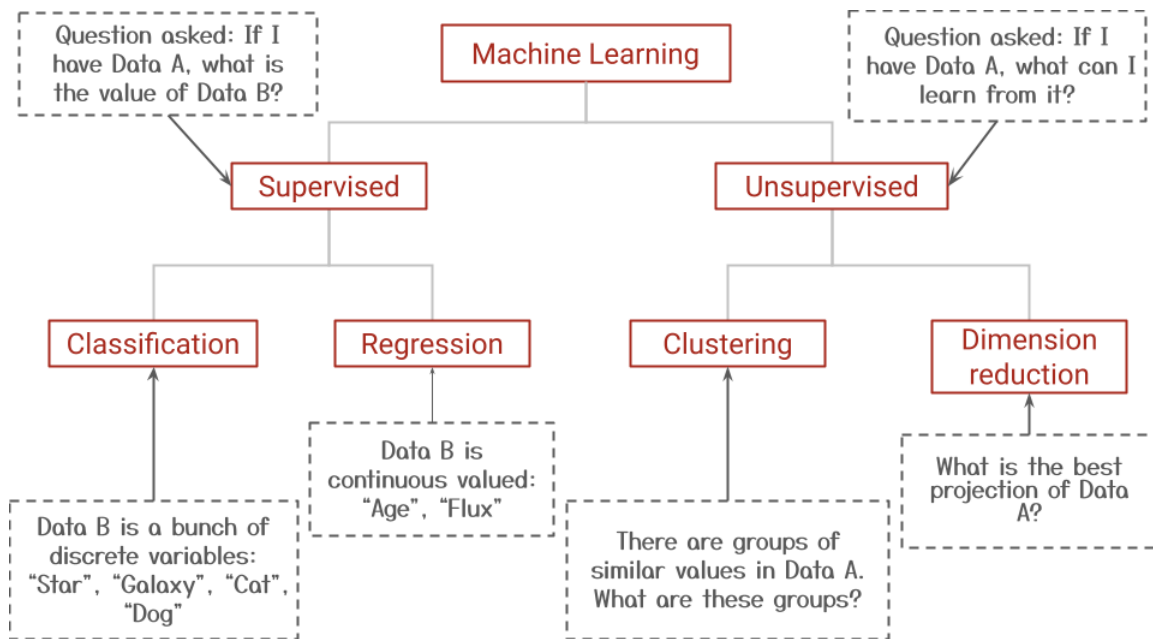 Question asked: If I
have Data A, what is
the value of Data B?
Machine Learning
Question asked: If I
have Data A, what can I
learn from it?
Supervised
Unsupervised
Classification
Regression
Clustering
Dimension
reduction
Data B is a bunch of
discrete variables:
“Star”, “Galaxy”, “Cat”,
“Dog”
Data B is
continuous valued:
“Age”, “Flux”
There are groups of
similar values in Data A.
What are these groups?
What is the best
projection of Data
A?